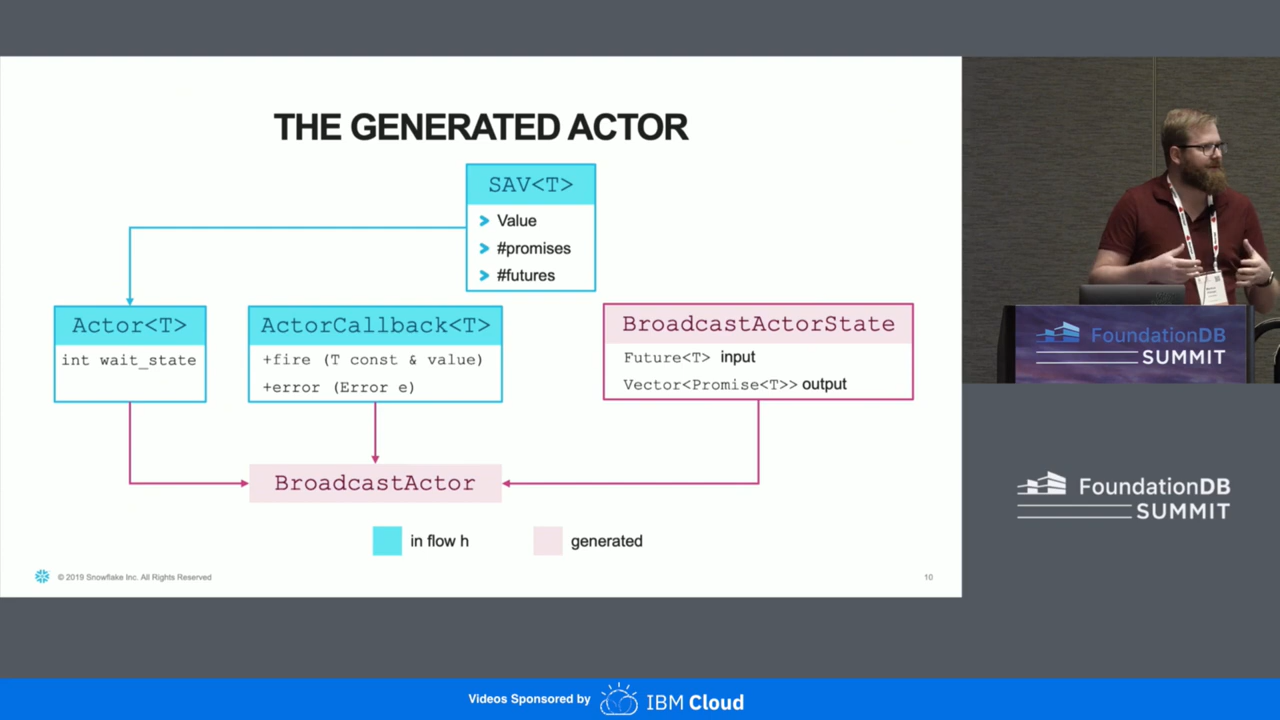 THE GENERATED ACTOR
SAV<T>
Value
#promises
#futures
Actor<T>
int wait_state
ActorCallback<T>
+fire (T const & value)
+error (Error e)
BroadcastActorState
Future<T> input
Vector<Promise<T>> output
BroadcastActor
in flow h
generated
© 2019 Snowflake Inc. All Rights Reserved
10
FoundationDB
SUMMIT
FoundationDB
SUMMIT
Videos Sponsored by IBM Cloud